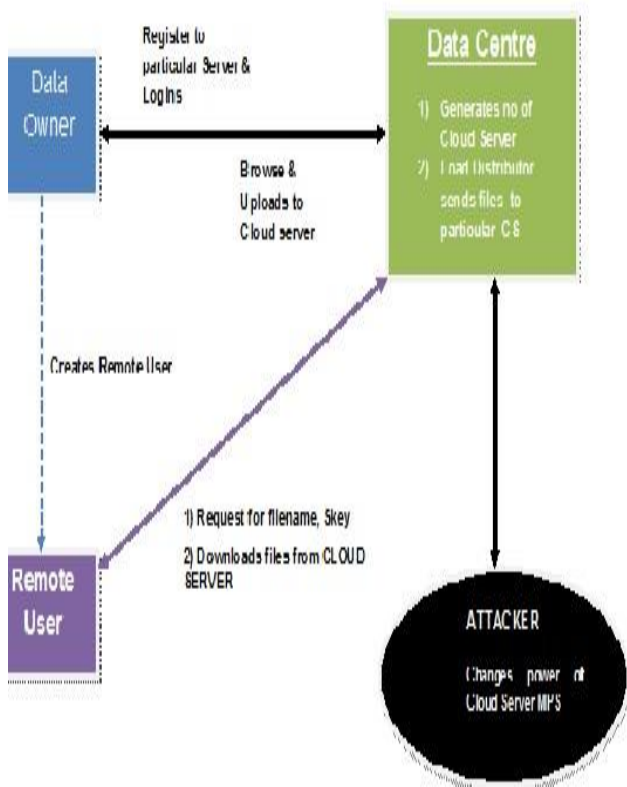 Register to
particular Server &
Logins
Data
Owner
Data Centre
1) Generates no of
Cloud Server
2) Load Distributor
sends files to
particular CS
Browse &
Uploads to
Cloud server
Creates Remote User
1) Request for filename, Skey
2) Downloads files from CLOUD
SERVER
Remote
User
ATTACKER
Changes power of
Cloud Server MPS